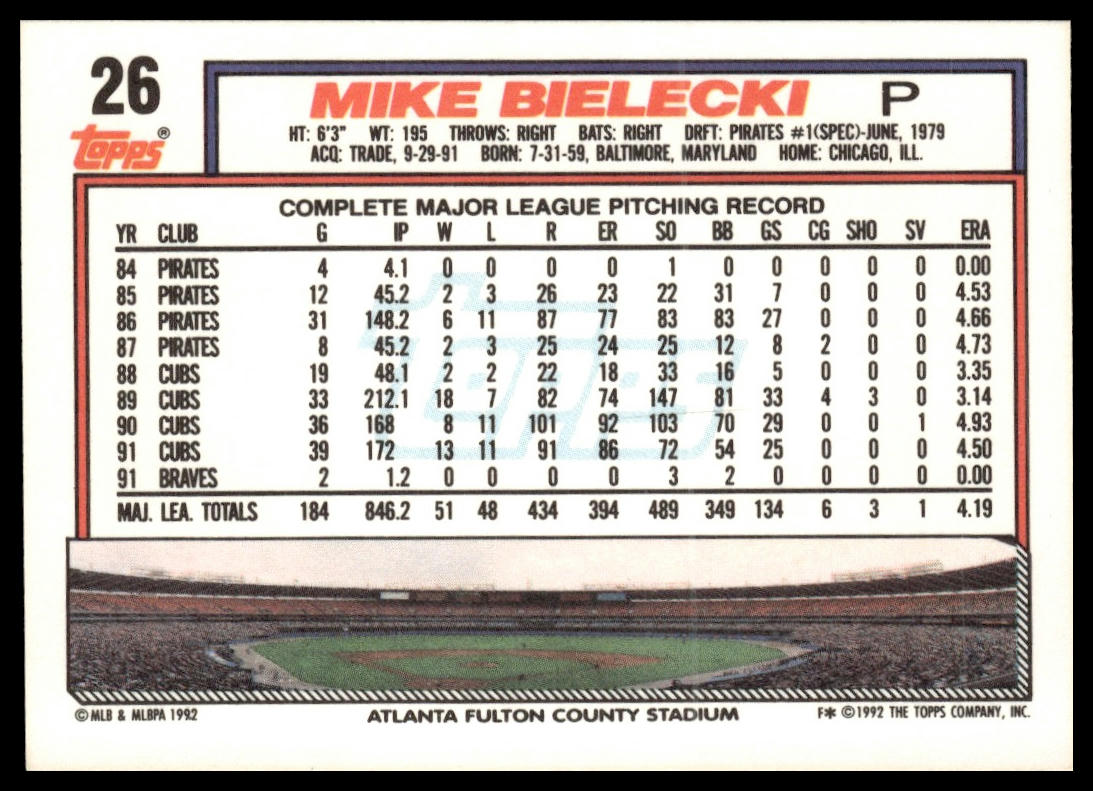 26
MIKE BIELECKI P
Topps®
HT: 6'3" WT: 195 THROWS: RIGHT BATS: RIGHT DRFT: PIRATES #1(SPEC)-JUNE, 1979
ACQ: TRADE, 9-29-91 BORN: 7-31-59, BALTIMORE, MARYLAND HOME: CHICAGO, ILL.
COMPLETE MAJOR LEAGUE PITCHING RECORD
YR CLUB G IP W L R ER SO BB GS CG SHO SV ERA
84 PIRATES 4 4.1 0 0 0 0 1 0 0 0 0 0 0.00
85 PIRATES 12 45.2 2 3 26 23 22 31 7 0 0 0 4.53
86 PIRATES 31 148.2 6 11 87 77 83 83 27 0 0 0 4.66
87 PIRATES 8 45.2 2 3 25 24 25 12 8 2 0 0 4.73
88 CUBS 19 48.1 2 2 22 18 33 16 5 0 0 0 3.35
89 CUBS 33 212.1 18 7 82 74 147 81 33 4 3 0 3.14
90 CUBS 36 168 8 11 101 92 103 70 29 0 0 1 4.93
91 CUBS 39 172 13 11 91 86 72 54 25 0 0 0 4.50
91 BRAVES 2 1.2 0 0 0 0 3 2 0 0 0 0 0.00
MAJ. LEA. TOTALS 184 846.2 51 48 434 394 489 349 134 6 3 1 4.19
Topps
©MLB & MLBPA 1992 ATLANTA FULTON COUNTY STADIUM F✱ ©1992 THE TOPPS COMPANY, INC.